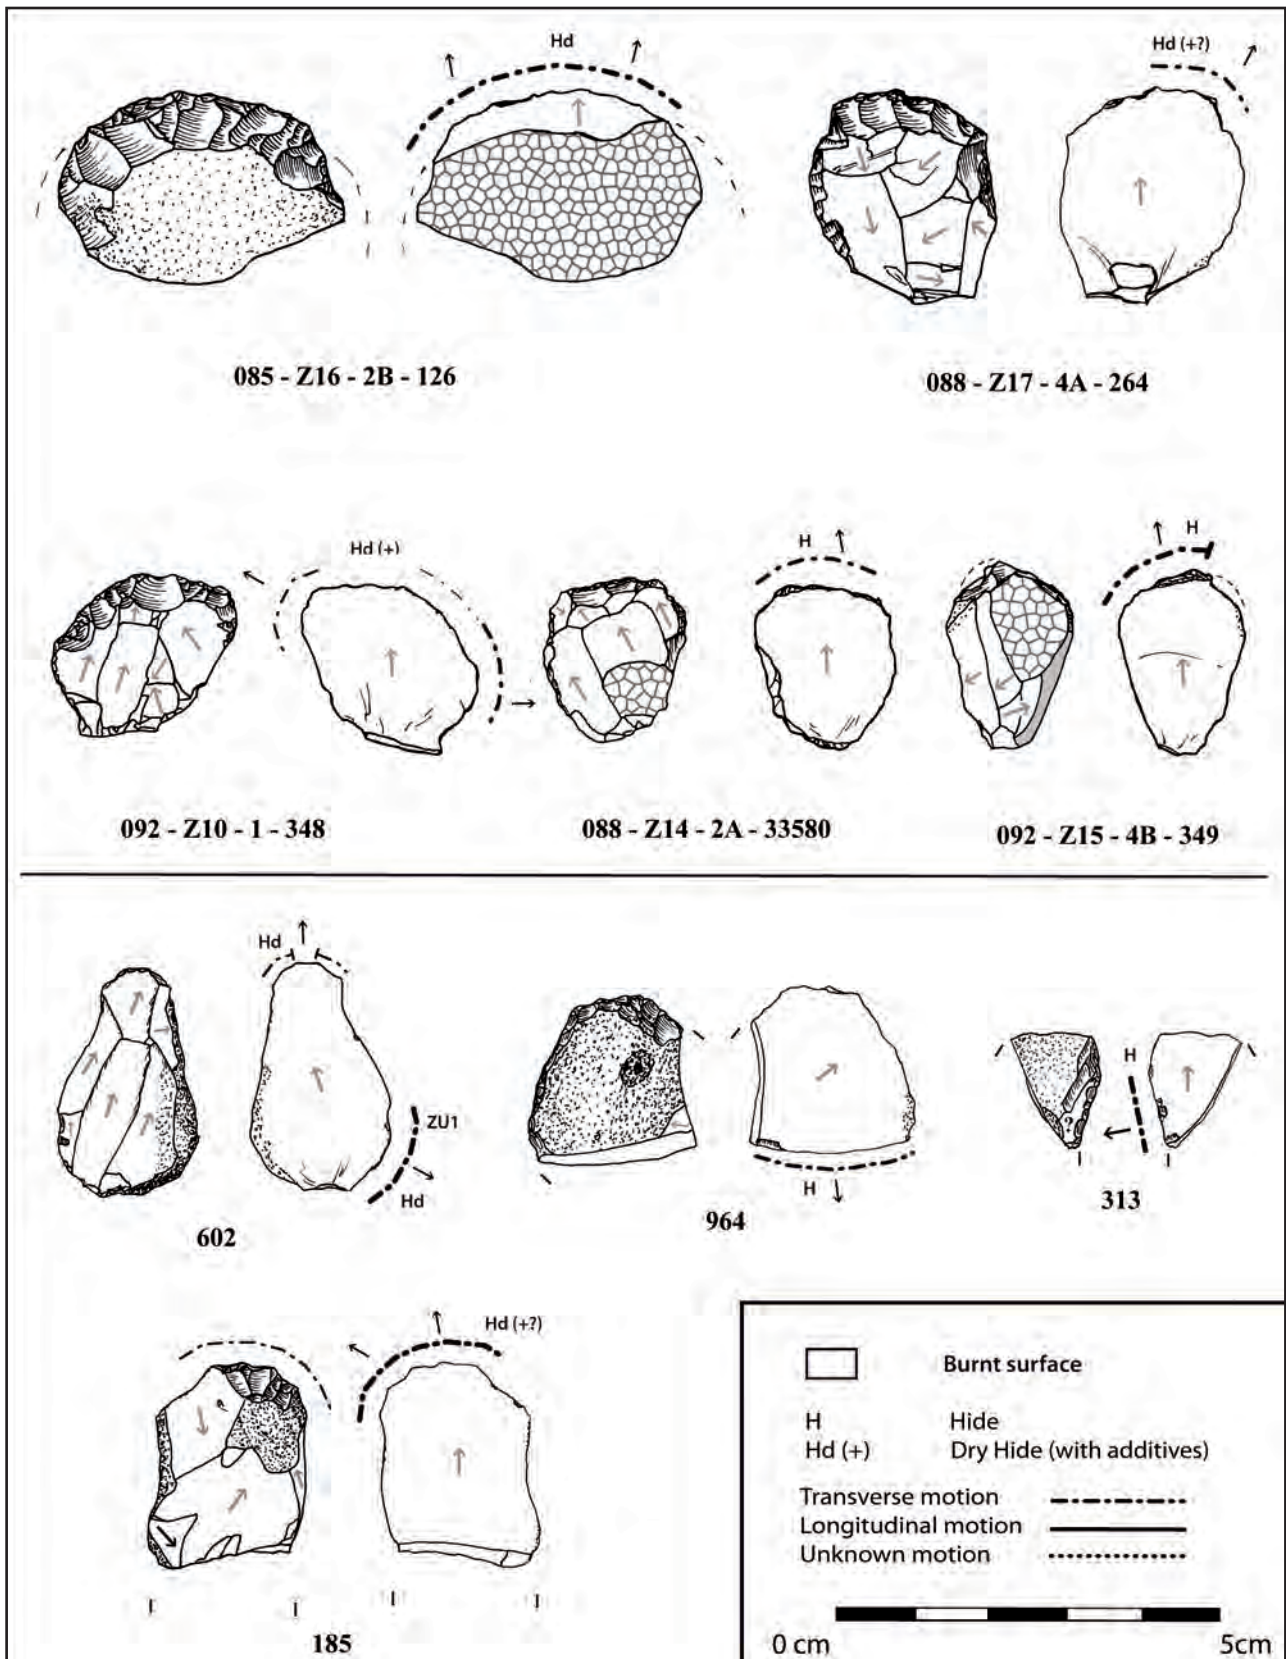 Hd
Hd (+?)
085 - Z16 - 2B - 126
088 - Z17 - 4A - 264
Hd (+)
H
H
092 - Z10 - 1 - 348
088 - Z14 - 2A - 33580
092 - Z15 - 4B - 349
Hd
ZU1
Hd
602
H
964
H
?
313
Hd (+?)
185
Burnt surface
H Hide
Hd (+) Dry Hide (with additives)
Transverse motion
Longitudinal motion
Unknown motion
0 cm 5cm